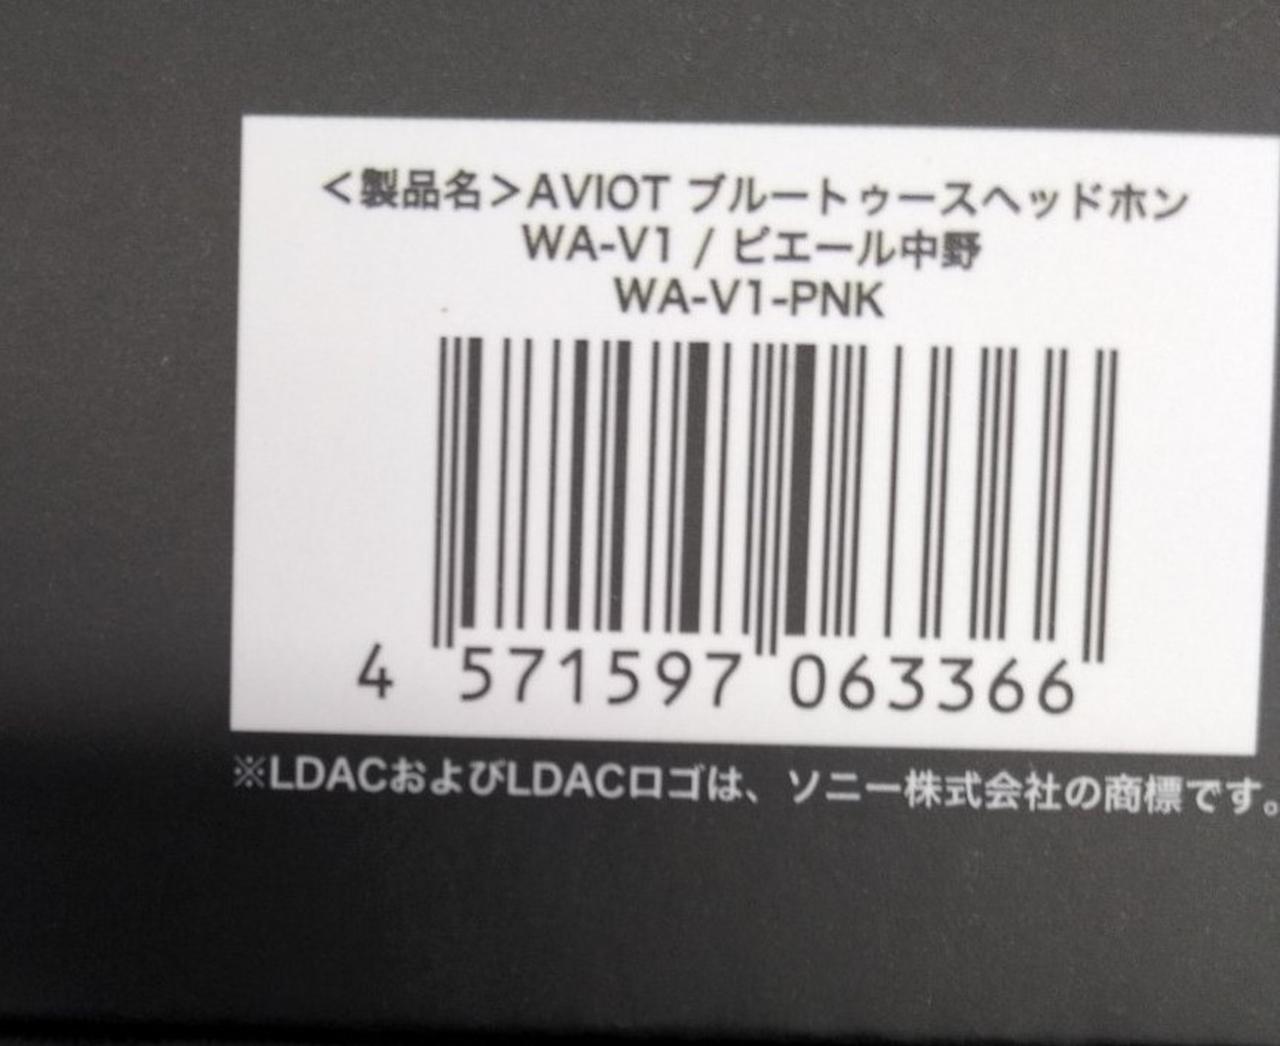 ＜製品名＞AVIOT ブルートゥースヘッドホン
WA-V1 / ピエール中野
WA-V1-PNK
4 571597 063366
※LDACおよびLDACロゴは、ソニー株式会社の商標です。